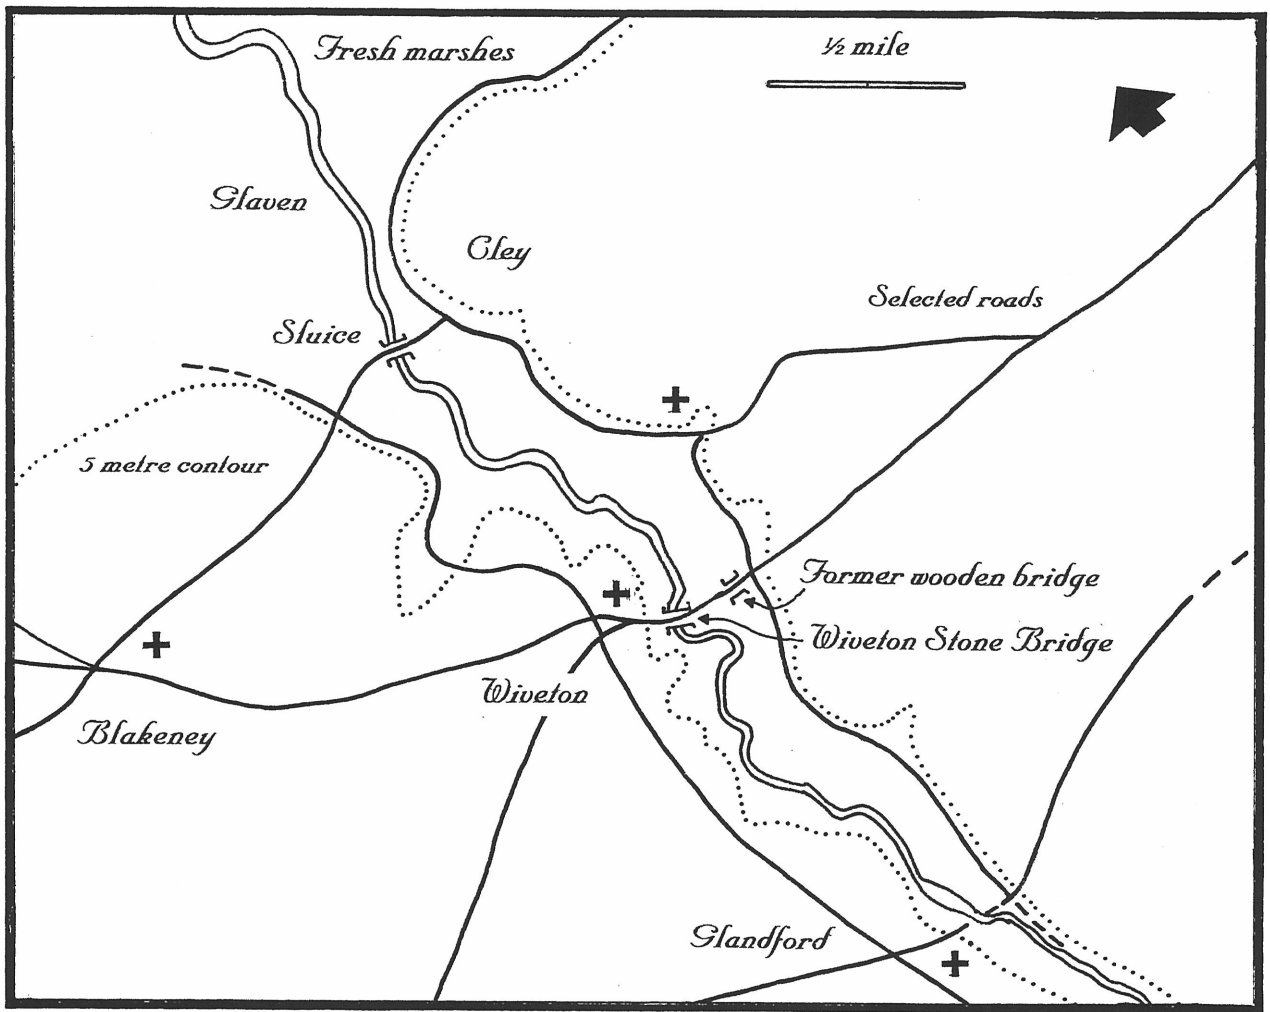 Fresh marshes
½ mile
Glaven
Cley
Selected roads
Sluice
5 metre contour
Former wooden bridge
Wiveton Stone Bridge
Wiveton
Blakeney
Glandford